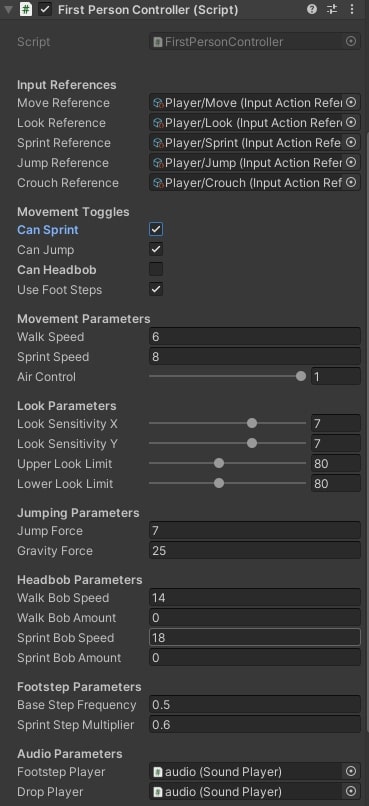 First Person Controller (Script)
Script FirstPersonController
Input References
Move Reference Player/Move (Input Action Refer
Look Reference Player/Look (Input Action Refer
Sprint Reference Player/Sprint (Input Action Refe
Jump Reference Player/Jump (Input Action Refer
Crouch Reference Player/Crouch (Input Action Ref
Movement Toggles
Can Sprint
Can Jump
Can Headbob
Use Foot Steps
Movement Parameters
Walk Speed 6
Sprint Speed 8
Air Control 1
Look Parameters
Look Sensitivity X 7
Look Sensitivity Y 7
Upper Look Limit 80
Lower Look Limit 80
Jumping Parameters
Jump Force 7
Gravity Force 25
Headbob Parameters
Walk Bob Speed 14
Walk Bob Amount 0
Sprint Bob Speed 18
Sprint Bob Amount 0
Footstep Parameters
Base Step Frequency 0.5
Sprint Step Multiplier 0.6
Audio Parameters
Footstep Player audio (Sound Player)
Drop Player audio (Sound Player)